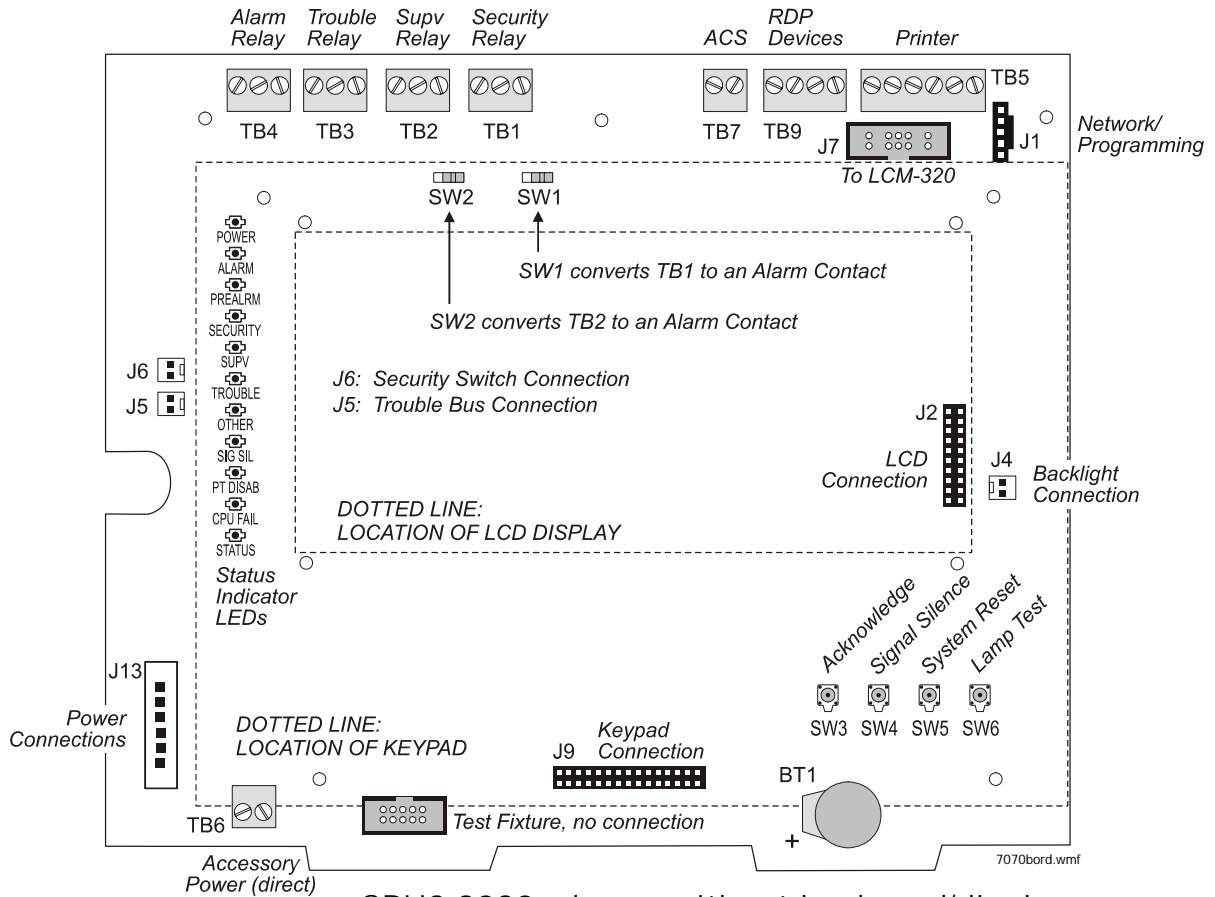 Alarm Relay
Trouble Relay
Supv Relay
Security Relay
ACS
RDP Devices
Printer
TB4
TB3
TB2
TB1
TB7
TB9
TB5
J7
J1
Network/
Programming
To LCM-320
SW2
SW1
SW1 converts TB1 to an Alarm Contact
SW2 converts TB2 to an Alarm Contact
POWER
ALARM
PREALRM
SECURITY
SUPV
TROUBLE
OTHER
SIG SIL
PT DISAB
CPU FAIL
STATUS
Status
Indicator
LEDs
J6
J5
J6: Security Switch Connection
J5: Trouble Bus Connection
J2
LCD
Connection
J4
Backlight
Connection
DOTTED LINE:
LOCATION OF LCD DISPLAY
Acknowledge
Signal Silence
System Reset
Lamp Test
SW3
SW4
SW5
SW6
J13
Power
Connections
DOTTED LINE:
LOCATION OF KEYPAD
Keypad
Connection
J9
BT1
+
TB6
Test Fixture, no connection
Accessory
Power (direct)
7070bord.wmf